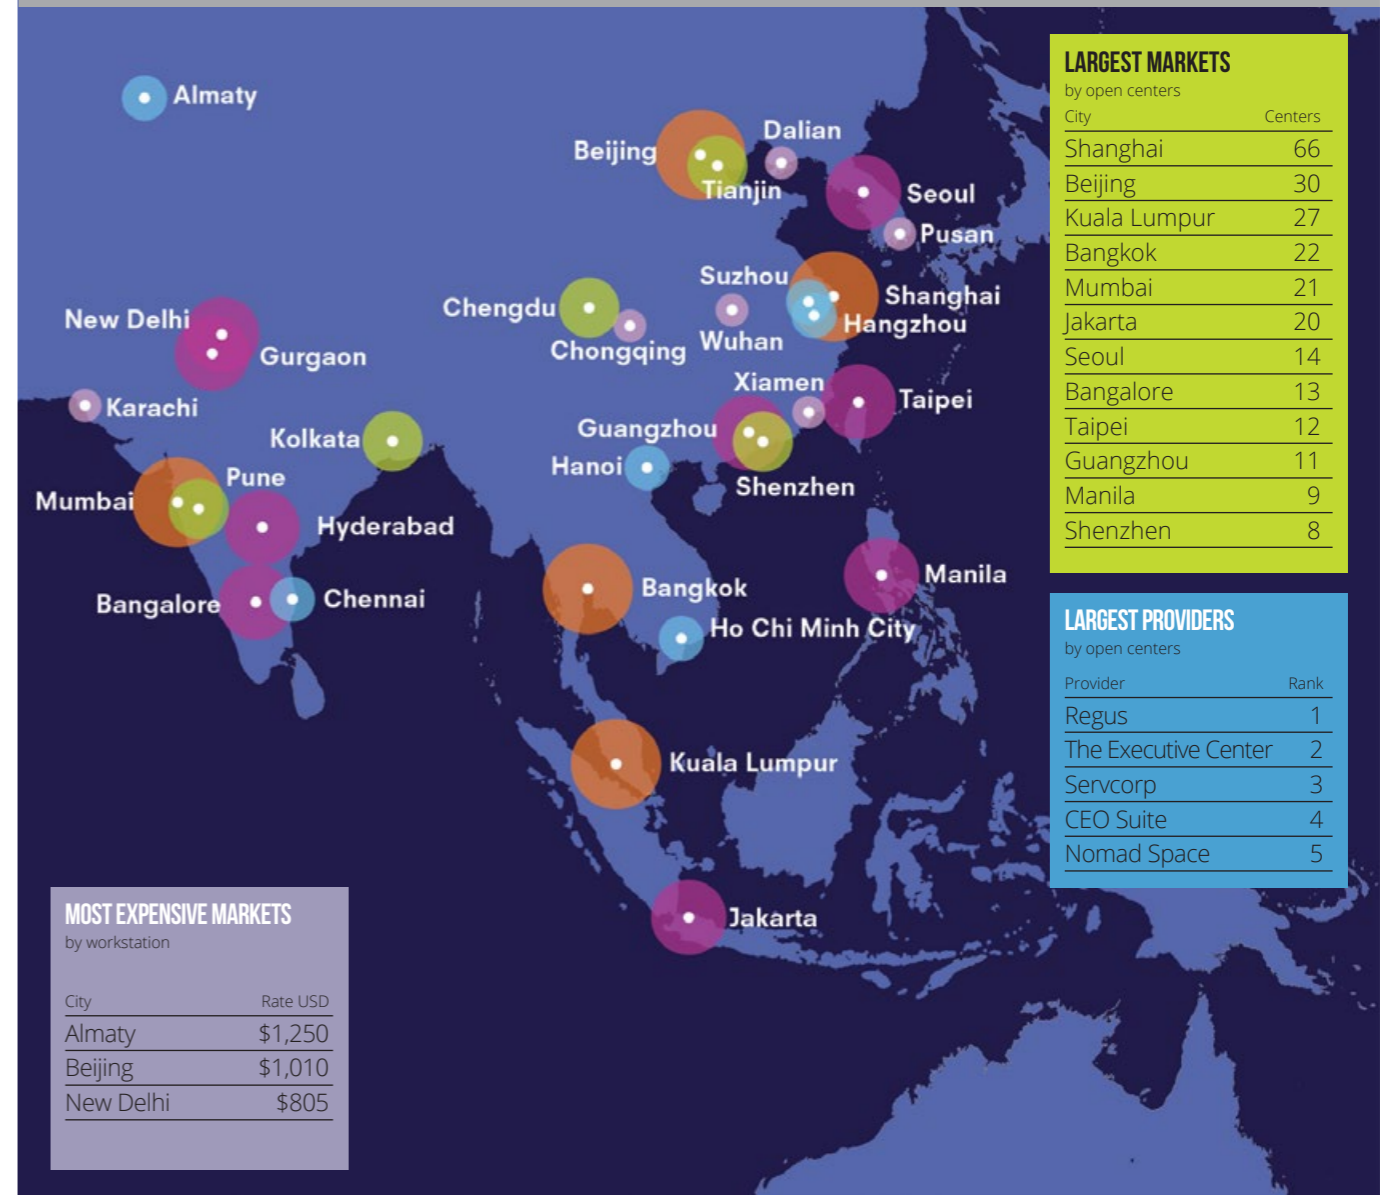 Almaty
Dalian
Beijing
Tianjin
Seoul
Pusan
Suzhou
Shanghai
Chengdu
Hangzhou
New Delhi
Wuhan
Chongqing
Gurgaon
Xiamen
Taipei
Karachi
Guangzhou
Kolkata
Hanoi
Pune
Shenzhen
Mumbai
Hyderabad
Manila
Bangkok
Chennai
Bangalore
Ho Chi Minh City
Kuala Lumpur
Jakarta
LARGEST MARKETS
by open centers
City Centers
Shanghai 66
Beijing 30
Kuala Lumpur 27
Bangkok 22
Mumbai 21
Jakarta 20
Seoul 14
Bangalore 13
Taipei 12
Guangzhou 11
Manila 9
Shenzhen 8
LARGEST PROVIDERS
by open centers
Provider Rank
Regus 1
The Executive Center 2
Servcorp 3
CEO Suite 4
Nomad Space 5
MOST EXPENSIVE MARKETS
by workstation
City Rate USD
Almaty $1,250
Beijing $1,010
New Delhi $805